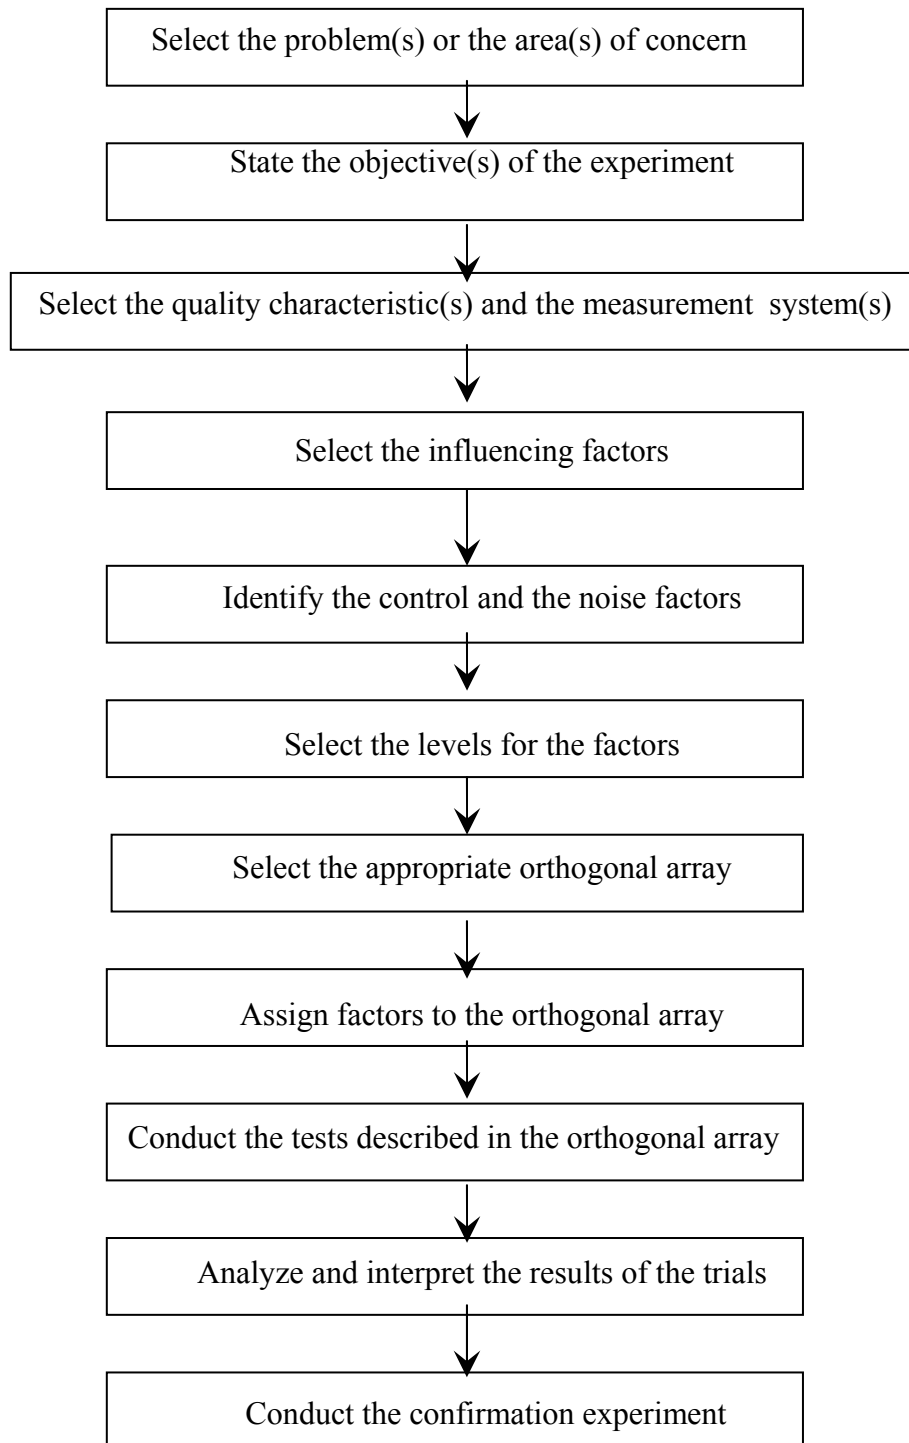 Select the problem(s) or the area(s) of concern
State the objective(s) of the experiment
Select the quality characteristic(s) and the measurement system(s)
Select the influencing factors
Identify the control and the noise factors
Select the levels for the factors
Select the appropriate orthogonal array
Assign factors to the orthogonal array
Conduct the tests described in the orthogonal array
Analyze and interpret the results of the trials
Conduct the confirmation experiment